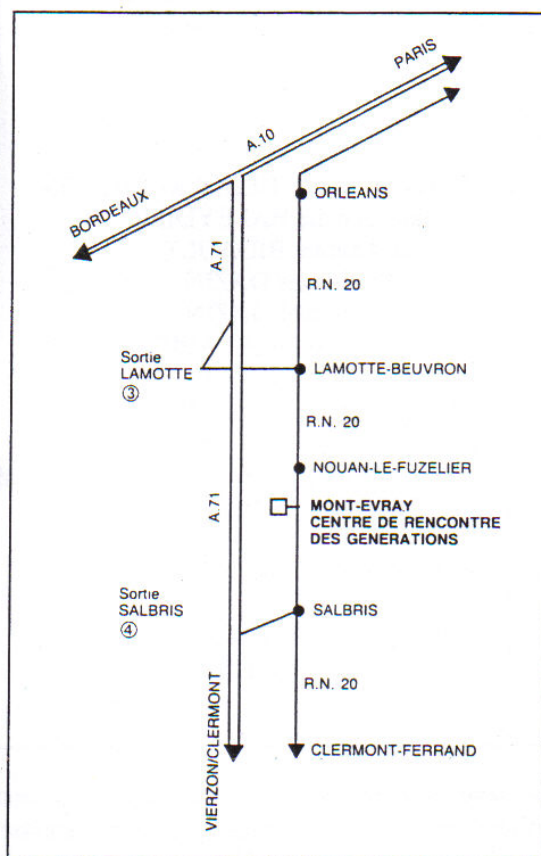 PARIS
A.10
BORDEAUX
ORLEANS
A.71
R.N. 20
Sortie
LAMOTTE
③
LAMOTTE-BEUVRON
R.N. 20
NOUAN-LE-FUZELIER
A.71
MONT-EVRAY
CENTRE DE RENCONTRE
DES GENERATIONS
Sortie
SALBRIS
④
SALBRIS
R.N. 20
VIERZON/CLERMONT
CLERMONT-FERRAND